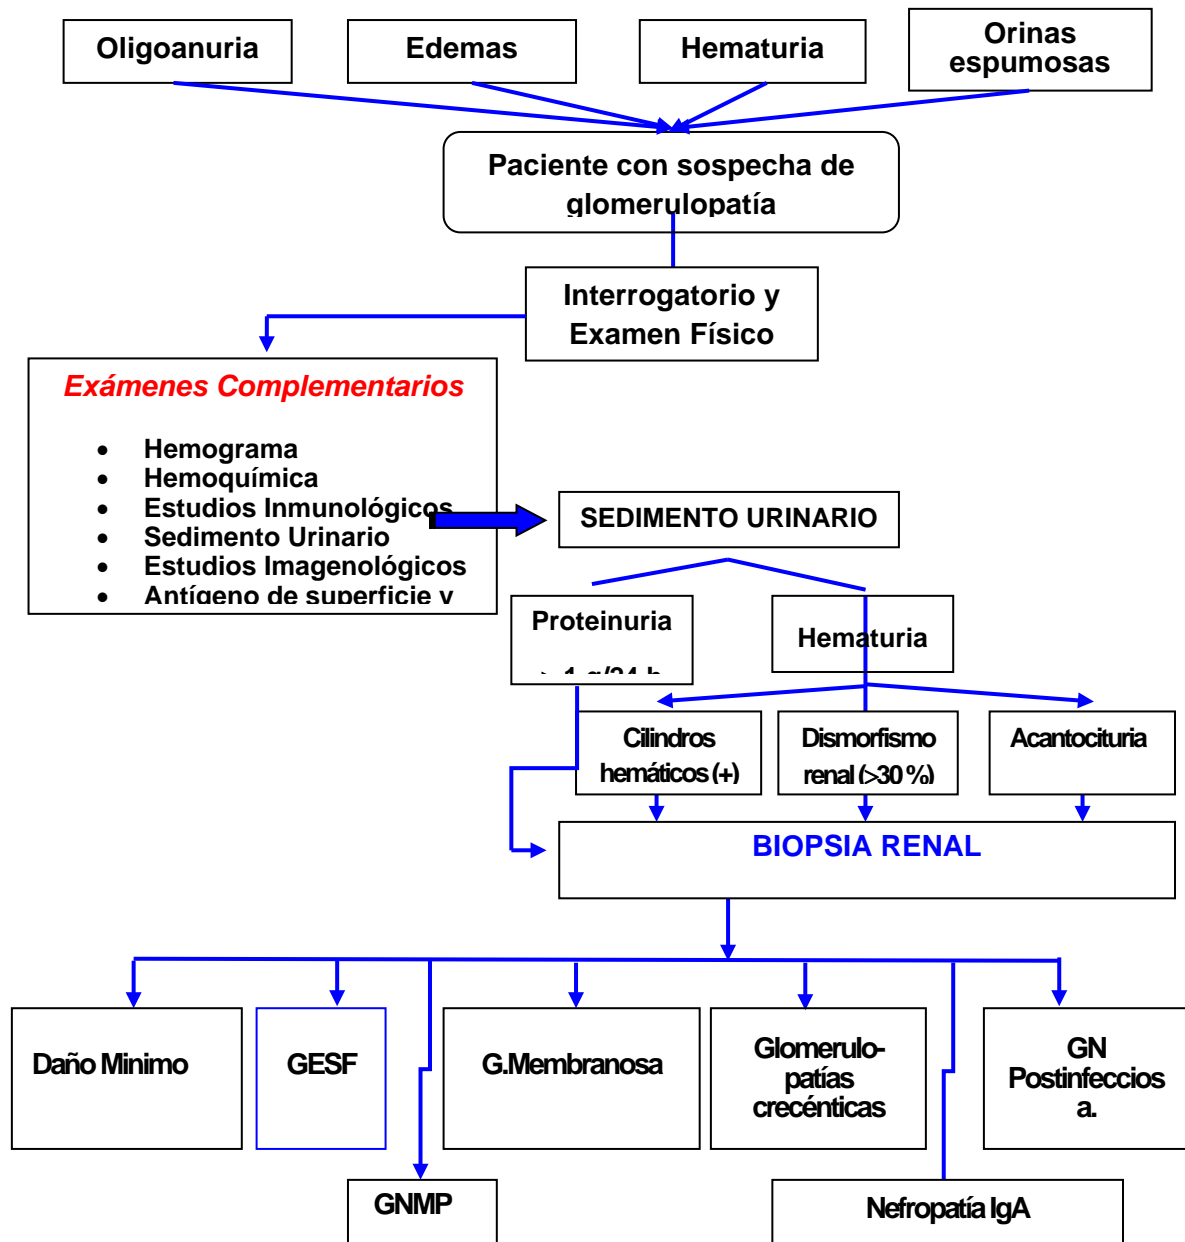 Oligoanuria
Edemas
Hematuria
Orinas
espumosas
Paciente con sospecha de
glomerulopatía
Interrogatorio y
Examen Físico
Exámenes Complementarios
• Hemograma
• Hemoquímica
• Estudios Inmunológicos
• Sedimento Urinario
• Estudios Imagenológicos
• Antígeno de superficie y
SEDIMENTO URINARIO
Proteinuria
> 1 g/24 h
Hematuria
Cilindros
hemáticos (+)
Dismorfismo
renal (>30 %)
Acantocituria
BIOPSIA RENAL
Daño Minimo
GESF
G.Membranosa
Glomerulo-
patías
crecénticas
GN
Postinfeccios
a.
GNMP
Nefropatía IgA